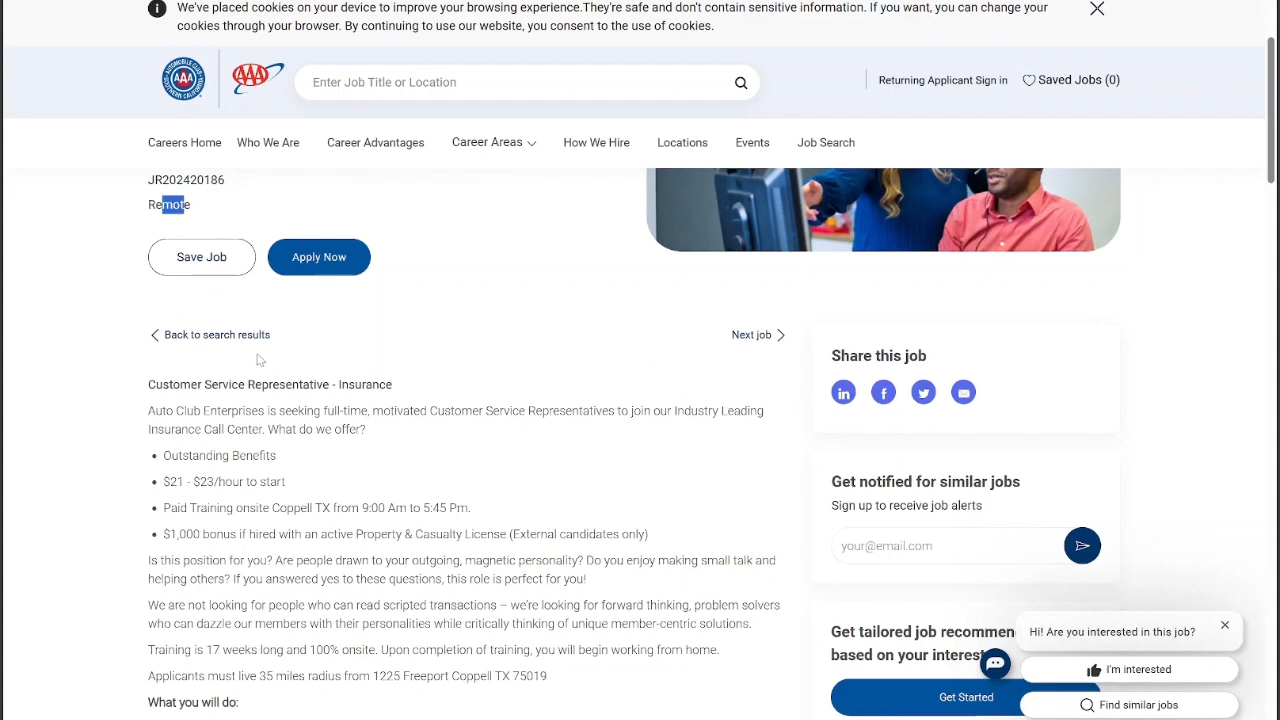 We've placed cookies on your device to improve your browsing experience.They're safe and don't contain sensitive information. If you want, you can change your
cookies through your browser. By continuing to use our website, you consent to the use of cookies.
AAA
AAA
Enter Job Title or Location
Returning Applicant Sign in
Saved Jobs (0)
Careers Home
Who We Are
Career Advantages
Career Areas
How We Hire
Locations
Events
Job Search
JR202420186
Remote
Save Job
Apply Now
Back to search results
Next job
Customer Service Representative - Insurance
Auto Club Enterprises is seeking full-time, motivated Customer Service Representatives to join our Industry Leading
Insurance Call Center. What do we offer?
• Outstanding Benefits
• $21 - $23/hour to start
• Paid Training onsite Coppell TX from 9:00 Am to 5:45 Pm.
• $1,000 bonus if hired with an active Property & Casualty License (External candidates only)
Is this position for you? Are people drawn to your outgoing, magnetic personality? Do you enjoy making small talk and
helping others? If you answered yes to these questions, this role is perfect for you!
We are not looking for people who can read scripted transactions – we're looking for forward thinking, problem solvers
who can dazzle our members with their personalities while critically thinking of unique member-centric solutions.
Training is 17 weeks long and 100% onsite. Upon completion of training, you will begin working from home.
Applicants must live 35 miles radius from 1225 Freeport Coppell TX 75019
What you will do:
Share this job
Get notified for similar jobs
Sign up to receive job alerts
your@email.com
Get tailored job recommen
based on your interest
Get Started
Hi! Are you interested in this job?
I'm interested
Find similar jobs